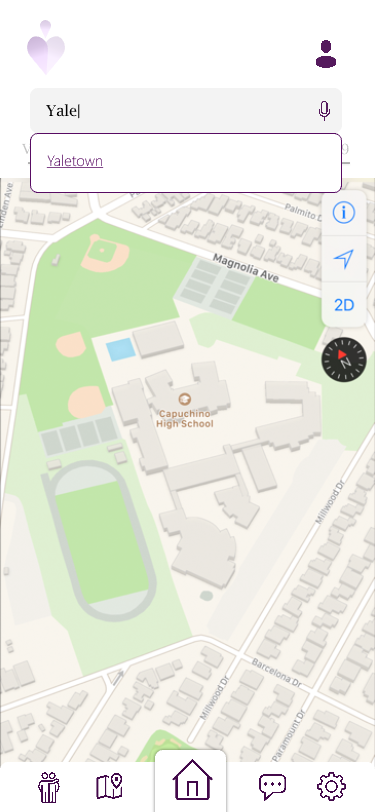 Yale
Yaletown
Palmito D
Magnolia Ave
2D
N
Capuchino
High School
Millwood Dr
Barcelona Dr
Millwood Dr
Paramount Dr